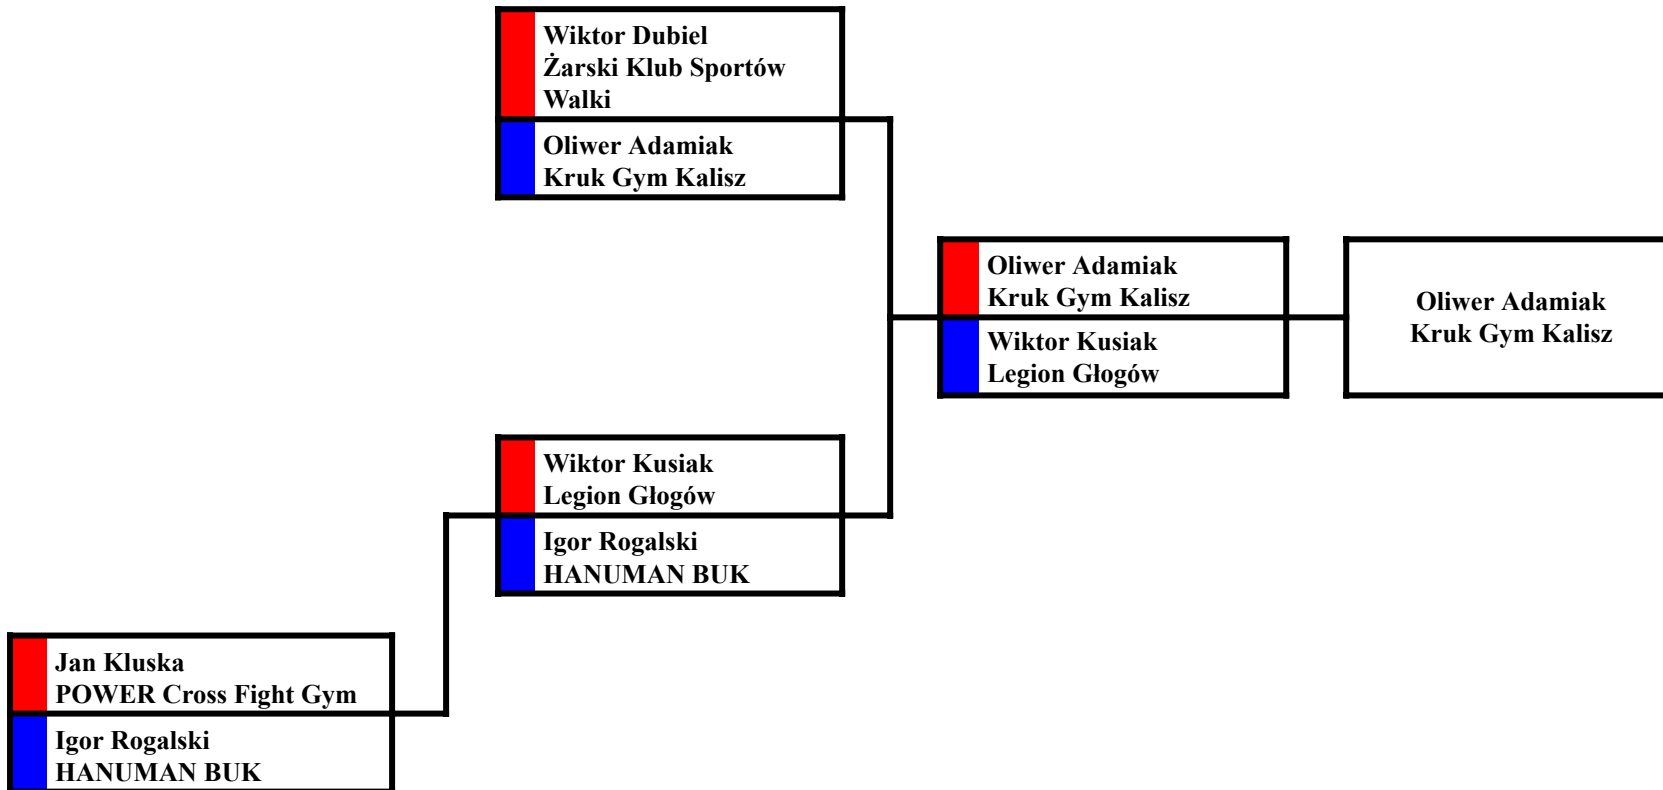 Wiktor Dubiel
Żarski Klub Sportów
Walki
Oliwer Adamiak
Kruk Gym Kalisz
Oliwer Adamiak
Kruk Gym Kalisz
Wiktor Kusiak
Legion Głogów
Oliwer Adamiak
Kruk Gym Kalisz
Wiktor Kusiak
Legion Głogów
Igor Rogalski
HANUMAN BUK
Jan Kluska
POWER Cross Fight Gym
Igor Rogalski
HANUMAN BUK